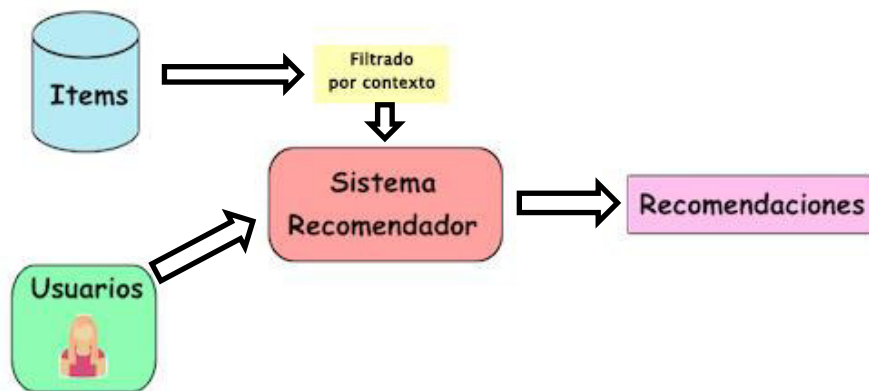 Items
Filtrado
por contexto
Sistema
Recomendador
Recomendaciones
Usuarios